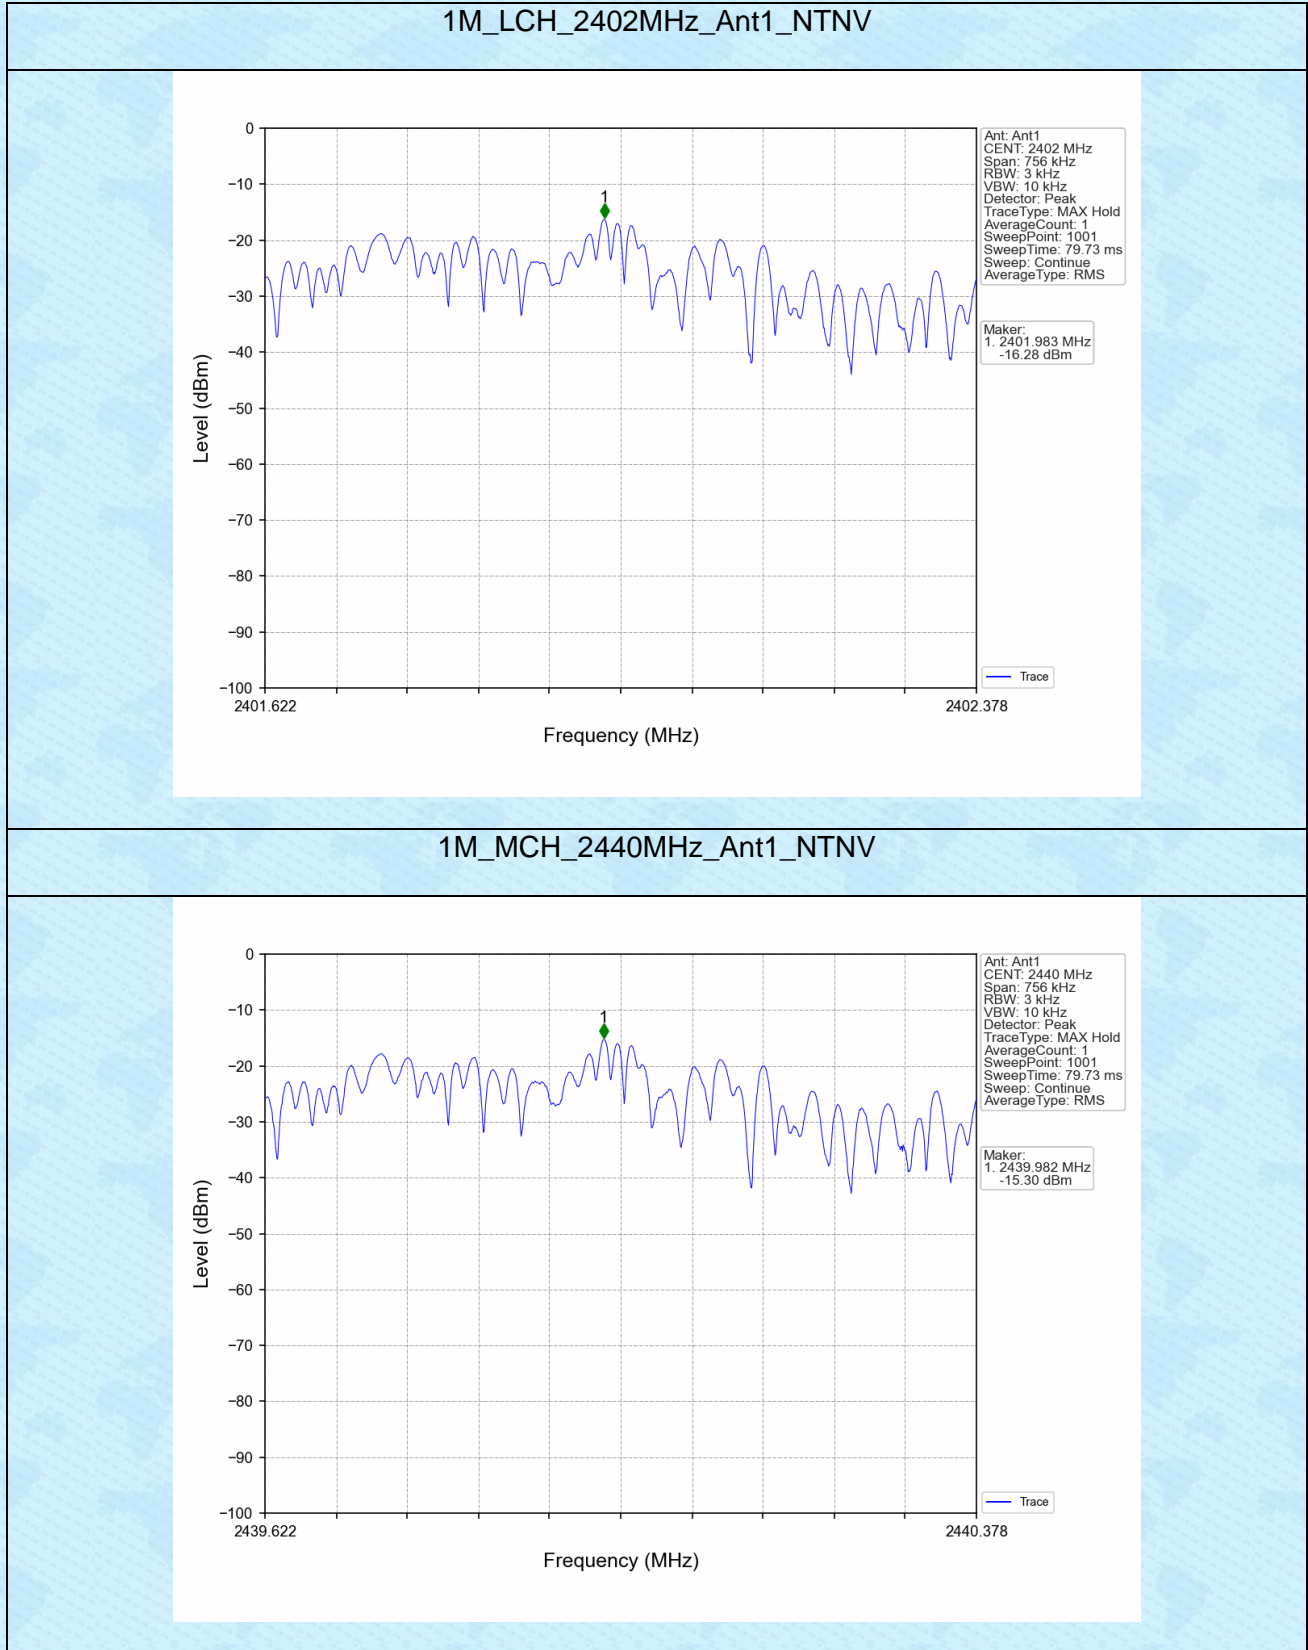 1M_LCH_2402MHz_Ant1_NTNV
0
−10
−20
−30
−40
−50
−60
−70
−80
−90
−100
Level (dBm)
1
2401.622
2402.378
Frequency (MHz)
Ant: Ant1
CENT: 2402 MHz
Span: 756 kHz
RBW: 3 kHz
VBW: 10 kHz
Detector: Peak
TraceType: MAX Hold
AverageCount: 1
SweepPoint: 1001
SweepTime: 79.73 ms
Sweep: Continue
AverageType: RMS
Maker:
1. 2401.983 MHz
-16.28 dBm
Trace
1M_MCH_2440MHz_Ant1_NTNV
0
−10
−20
−30
−40
−50
−60
−70
−80
−90
−100
Level (dBm)
1
2439.622
2440.378
Frequency (MHz)
Ant: Ant1
CENT: 2440 MHz
Span: 756 kHz
RBW: 3 kHz
VBW: 10 kHz
Detector: Peak
TraceType: MAX Hold
AverageCount: 1
SweepPoint: 1001
SweepTime: 79.73 ms
Sweep: Continue
AverageType: RMS
Maker:
1. 2439.982 MHz
-15.30 dBm
Trace